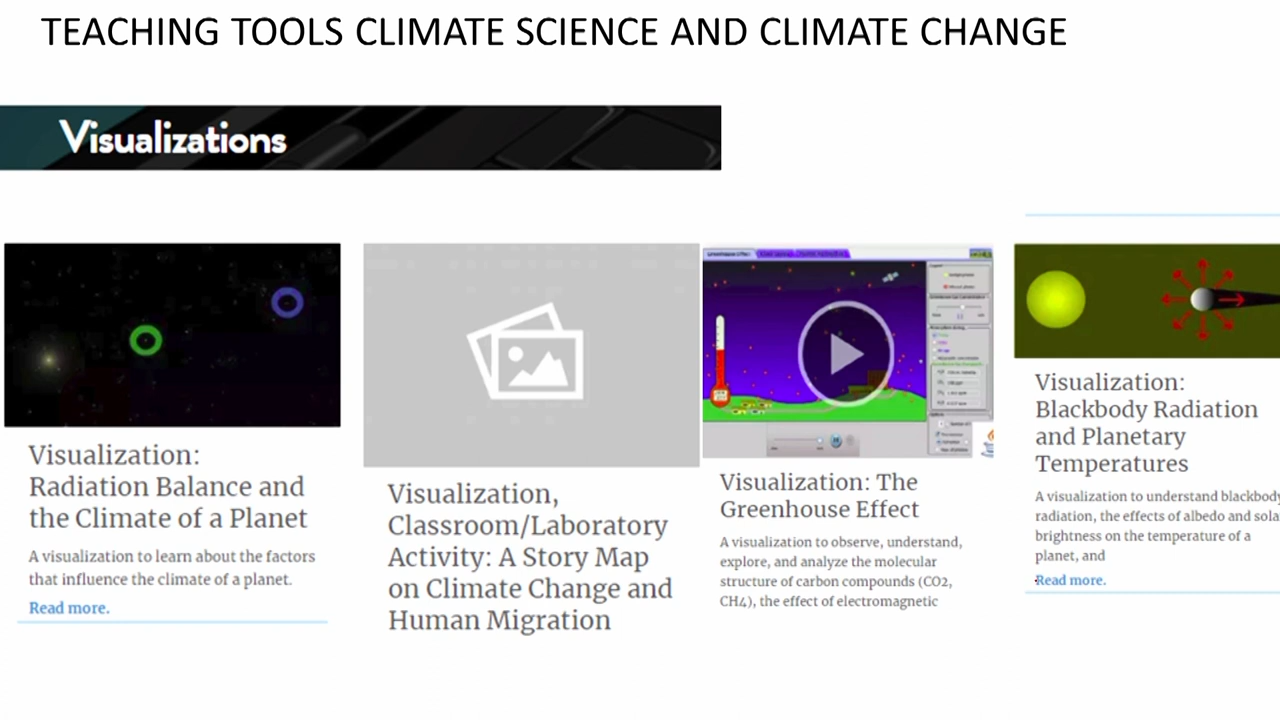 TEACHING TOOLS CLIMATE SCIENCE AND CLIMATE CHANGE
Visualizations
Visualization:
Radiation Balance and
the Climate of a Planet
A visualization to learn about the factors
that influence the climate of a planet.
Read more.
Visualization,
Classroom/Laboratory
Activity: A Story Map
on Climate Change and
Human Migration
Visualization: The
Greenhouse Effect
A visualization to observe, understand,
explore, and analyze the molecular
structure of carbon compounds (CO2,
CH4), the effect of electromagnetic
Visualization:
Blackbody Radiation
and Planetary
Temperatures
A visualization to understand blackbody
radiation, the effects of albedo and sola
brightness on the temperature of a
planet, and
Read more.